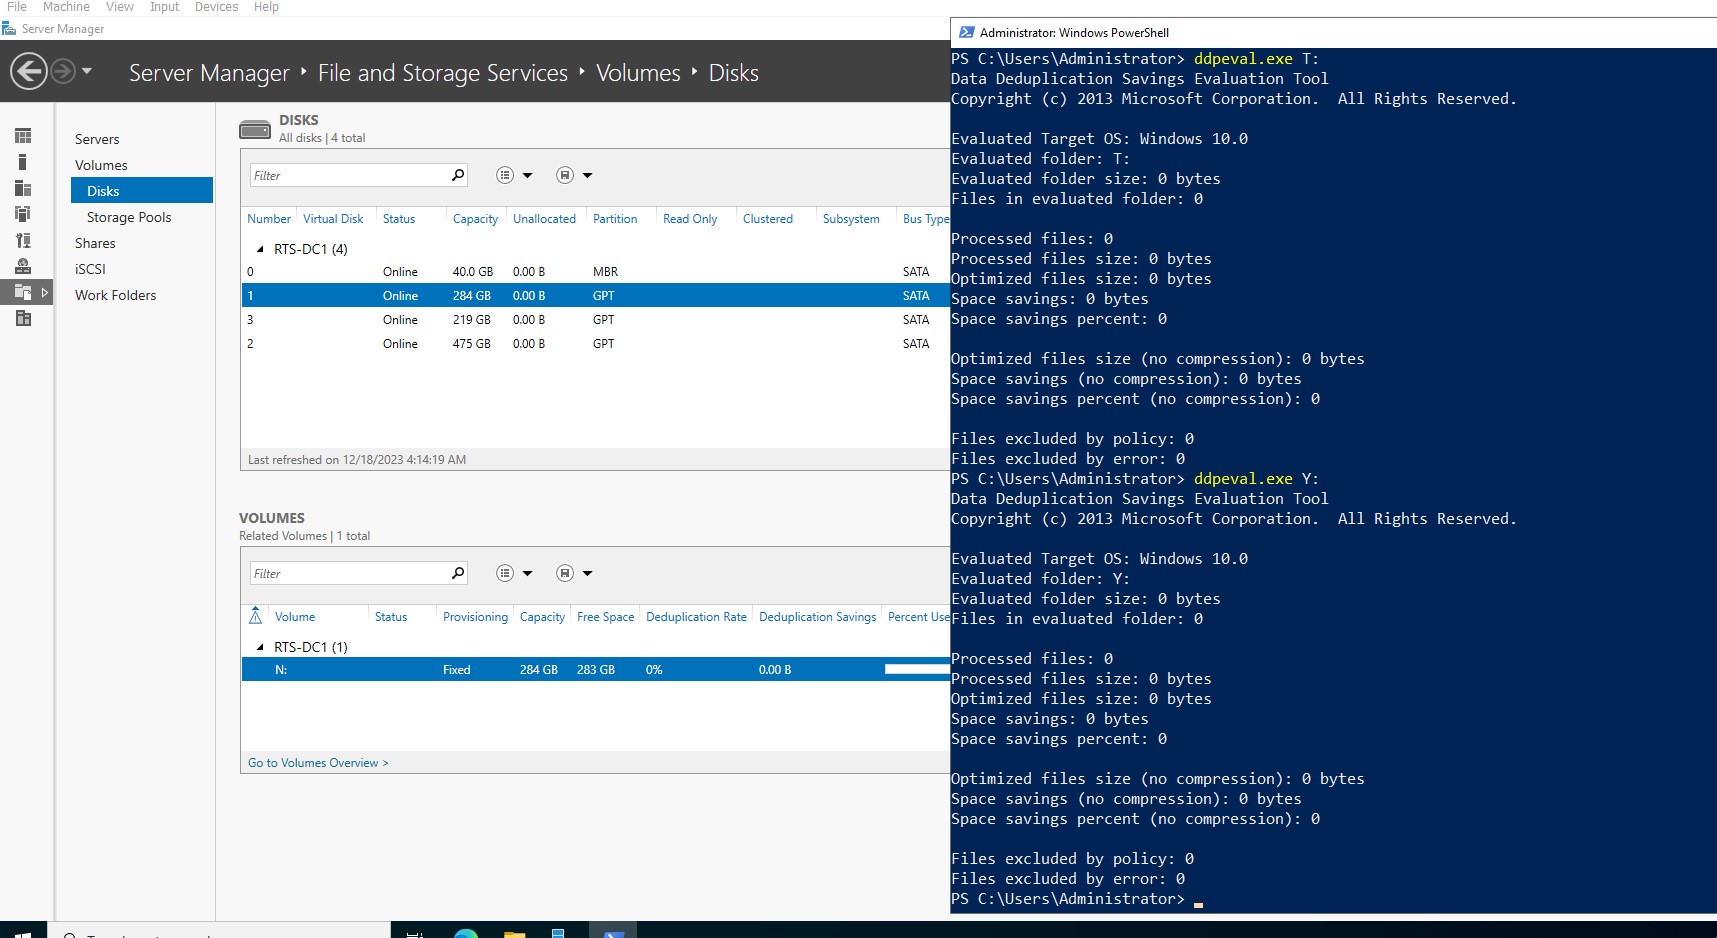 File Machine View Input Devices Help
Server Manager
Server Manager ‣ File and Storage Services ‣ Volumes ‣ Disks
Servers
Volumes
Disks
Storage Pools
Shares
iSCSI
Work Folders
DISKS
All disks | 4 total
Filter
Number Virtual Disk Status Capacity Unallocated Partition Read Only Clustered Subsystem Bus Type
RTS-DC1 (4)
0 Online 40.0 GB 0.00 B MBR SATA
1 Online 284 GB 0.00 B GPT SATA
3 Online 219 GB 0.00 B GPT SATA
2 Online 475 GB 0.00 B GPT SATA
Last refreshed on 12/18/2023 4:14:19 AM
VOLUMES
Related Volumes | 1 total
Filter
Volume Status Provisioning Capacity Free Space Deduplication Rate Deduplication Savings Percent Use
RTS-DC1 (1)
N: Fixed 284 GB 283 GB 0% 0.00 B
Go to Volumes Overview >
Administrator: Windows PowerShell
PS C:\Users\Administrator> ddpeval.exe T:
Data Deduplication Savings Evaluation Tool
Copyright (c) 2013 Microsoft Corporation.  All Rights Reserved.
Evaluated Target OS: Windows 10.0
Evaluated folder: T:
Evaluated folder size: 0 bytes
Files in evaluated folder: 0
Processed files: 0
Processed files size: 0 bytes
Optimized files size: 0 bytes
Space savings: 0 bytes
Space savings percent: 0
Optimized files size (no compression): 0 bytes
Space savings (no compression): 0 bytes
Space savings percent (no compression): 0
Files excluded by policy: 0
Files excluded by error: 0
PS C:\Users\Administrator> ddpeval.exe Y:
Data Deduplication Savings Evaluation Tool
Copyright (c) 2013 Microsoft Corporation.  All Rights Reserved.
Evaluated Target OS: Windows 10.0
Evaluated folder: Y:
Evaluated folder size: 0 bytes
Files in evaluated folder: 0
Processed files: 0
Processed files size: 0 bytes
Optimized files size: 0 bytes
Space savings: 0 bytes
Space savings percent: 0
Optimized files size (no compression): 0 bytes
Space savings (no compression): 0 bytes
Space savings percent (no compression): 0
Files excluded by policy: 0
Files excluded by error: 0
PS C:\Users\Administrator>